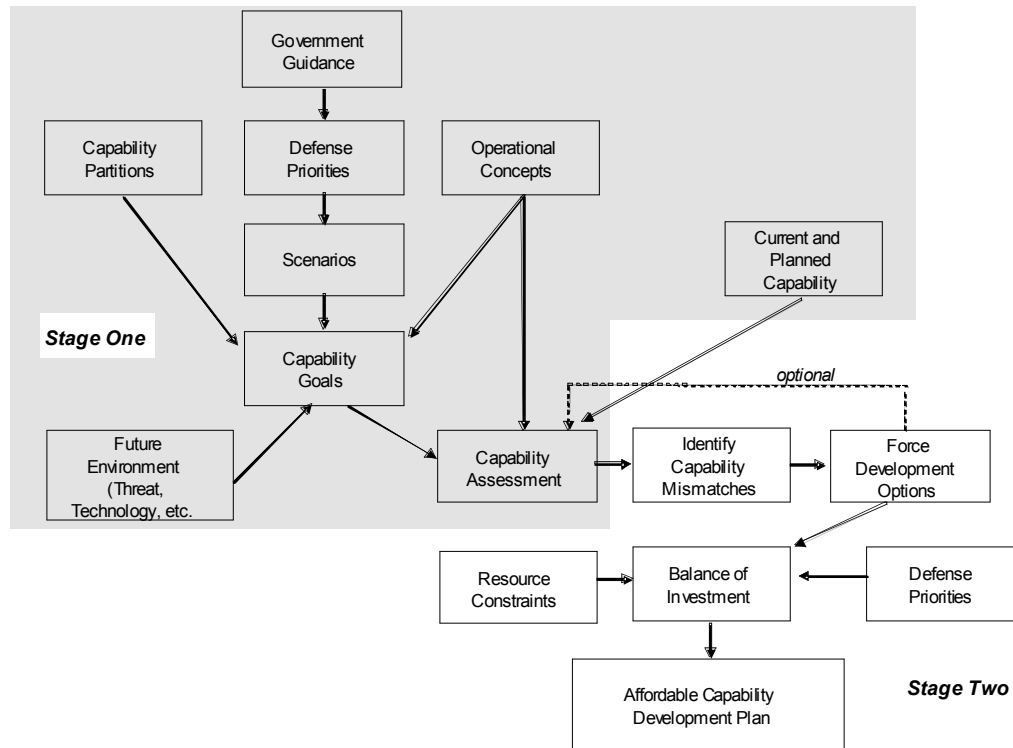 Government
Guidance
Capability
Partitions
Defense
Priorities
Operational
Concepts
Scenarios
Current and
Planned
Capability
Stage One
Capability
Goals
optional
Future
Environment
(Threat,
Technology, etc.
Capability
Assessment
Identify
Capability
Mismatches
Force
Development
Options
Resource
Constraints
Balance of
Investment
Defense
Priorities
Affordable Capability
Development Plan
Stage Two